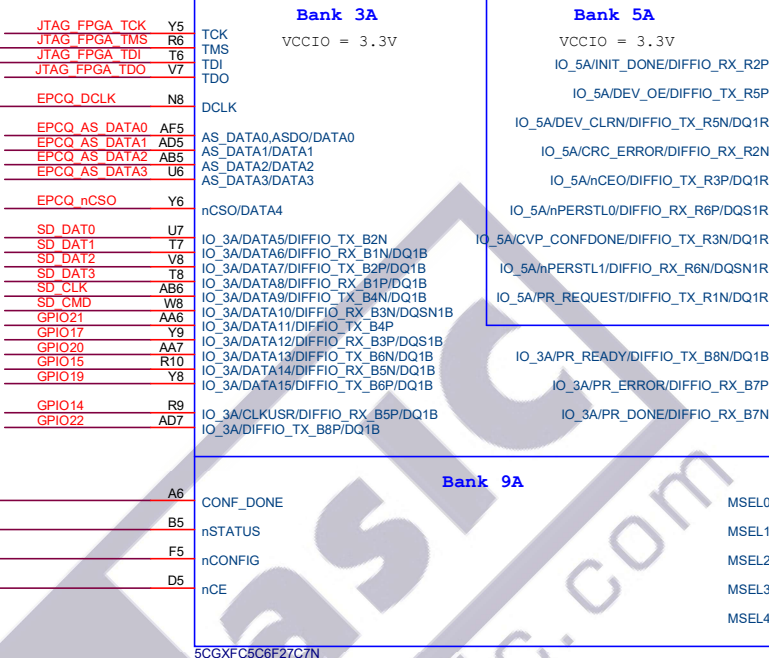 Bank 3A
VCCIO = 3.3V
Bank 5A
VCCIO = 3.3V
JTAG_FPGA_TCK Y5 TCK
JTAG_FPGA_TMS R6 TMS
JTAG_FPGA_TDI T6 TDI
JTAG_FPGA_TDO V7 TDO
EPCQ_DCLK N8 DCLK
EPCQ_AS_DATA0 AF5 AS_DATA0,ASDO/DATA0
EPCQ_AS_DATA1 AD5 AS_DATA1/DATA1
EPCQ_AS_DATA2 AB5 AS_DATA2/DATA2
EPCQ_AS_DATA3 U6 AS_DATA3/DATA3
EPCQ_nCSO Y6 nCSO/DATA4
SD_DAT0 U7 IO_3A/DATA5/DIFFIO_TX_B2N
SD_DAT1 T7 IO_3A/DATA6/DIFFIO_RX_B1N/DQ1B
SD_DAT2 V8 IO_3A/DATA7/DIFFIO_TX_B2P/DQ1B
SD_DAT3 T8 IO_3A/DATA8/DIFFIO_RX_B1P/DQ1B
SD_CLK AB6 IO_3A/DATA9/DIFFIO_TX_B4N/DQ1B
SD_CMD W8 IO_3A/DATA10/DIFFIO_RX_B3N/DQSN1B
GPIO21 AA6 IO_3A/DATA11/DIFFIO_TX_B4P
GPIO17 Y9 IO_3A/DATA12/DIFFIO_RX_B3P/DQS1B
GPIO20 AA7 IO_3A/DATA13/DIFFIO_TX_B6N/DQ1B
GPIO15 R10 IO_3A/DATA14/DIFFIO_RX_B5N/DQ1B
GPIO19 Y8 IO_3A/DATA15/DIFFIO_TX_B6P/DQ1B
GPIO14 R9 IO_3A/CLKUSR/DIFFIO_RX_B5P/DQ1B
GPIO22 AD7 IO_3A/DIFFIO_TX_B8P/DQ1B
IO_5A/INIT_DONE/DIFFIO_RX_R2P
IO_5A/DEV_OE/DIFFIO_TX_R5P
IO_5A/DEV_CLRN/DIFFIO_TX_R5N/DQ1R
IO_5A/CRC_ERROR/DIFFIO_RX_R2N
IO_5A/nCEO/DIFFIO_TX_R3P/DQ1R
IO_5A/nPERSTL0/DIFFIO_RX_R6P/DQS1R
IO_5A/CVP_CONFDONE/DIFFIO_TX_R3N/DQ1R
IO_5A/nPERSTL1/DIFFIO_RX_R6N/DQSN1R
IO_5A/PR_REQUEST/DIFFIO_TX_R1N/DQ1R
IO_3A/PR_READY/DIFFIO_TX_B8N/DQ1B
IO_3A/PR_ERROR/DIFFIO_RX_B7P
IO_3A/PR_DONE/DIFFIO_RX_B7N
Bank 9A
A6 CONF_DONE
B5 nSTATUS
F5 nCONFIG
D5 nCE
MSEL0
MSEL1
MSEL2
MSEL3
MSEL4
5CGXFC5C6F27C7N
asic.com